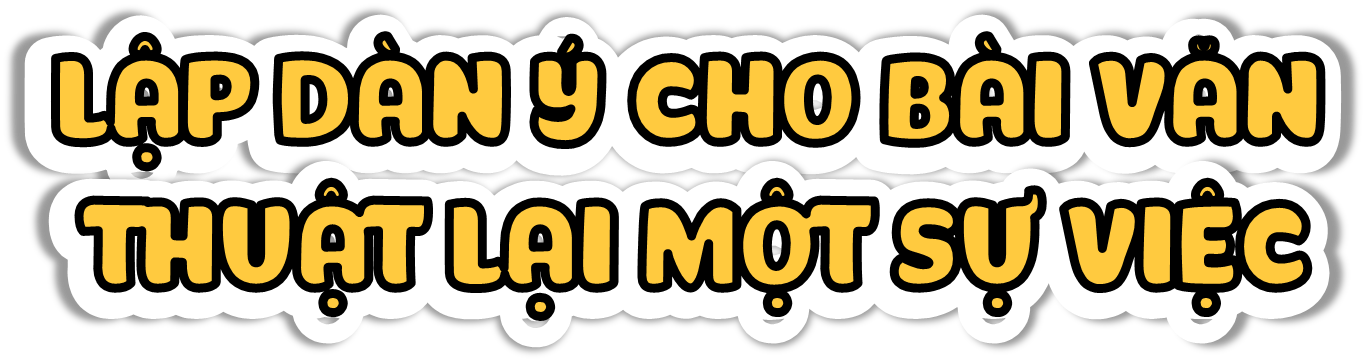 LẬP DÀN Ý CHO BÀI VĂN
THUẬT LẠI MỘT SỰ VIỆC